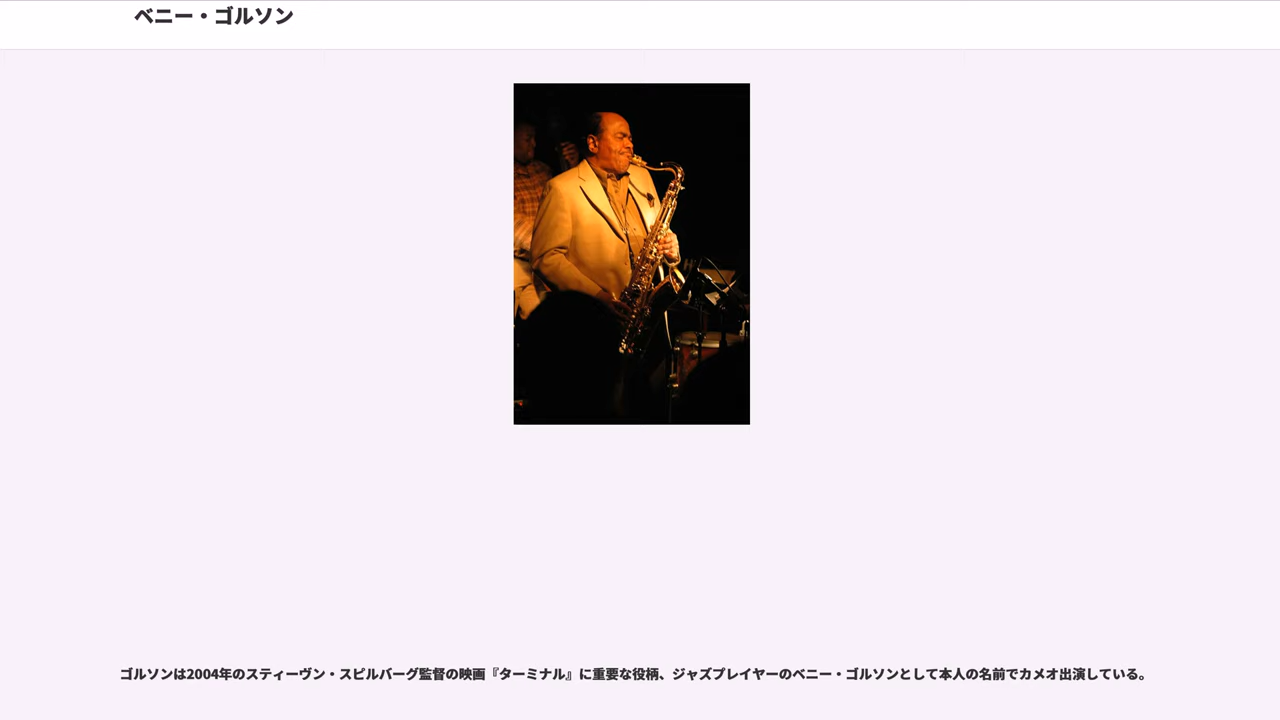 ベニー・ゴルソン
ゴルソンは2004年のスティーヴン・スピルバーグ監督の映画『ターミナル』に重要な役柄、ジャズプレイヤーのベニー・ゴルソンとして本人の名前でカメオ出演している。